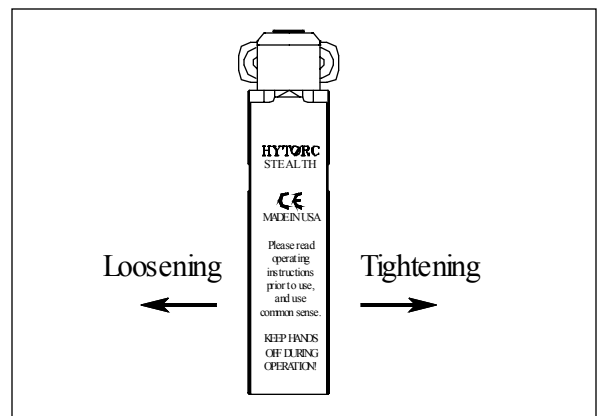 HYTORC
STEALTH
CE
MADE IN USA
Please read
operating
instructions
prior to use,
and use
common sense.
KEEP HANDS
OFF DURING
OPERATION!
Loosening
Tightening